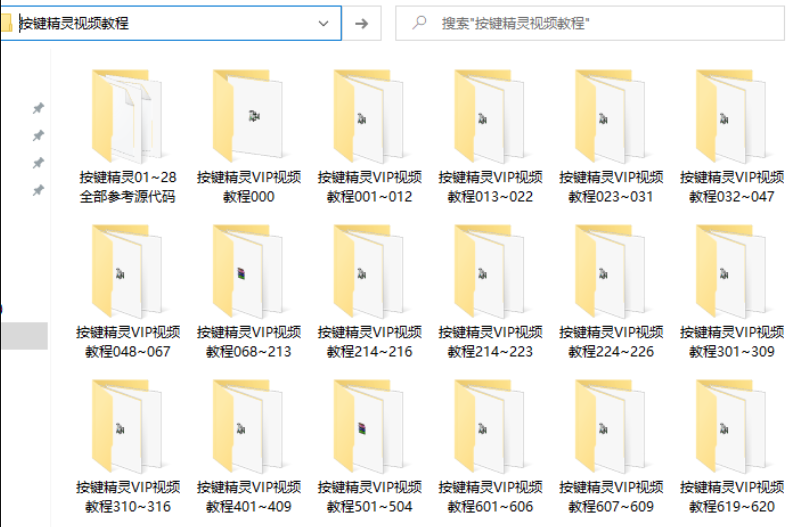 按键精灵视频教程
搜索"按键精灵视频教程"
按键精灵01~28
全部参考源代码
按键精灵VIP视频
教程000
按键精灵VIP视频
教程001~012
按键精灵VIP视频
教程013~022
按键精灵VIP视频
教程023~031
按键精灵VIP视频
教程032~047
按键精灵VIP视频
教程048~067
按键精灵VIP视频
教程068~213
按键精灵VIP视频
教程214~216
按键精灵VIP视频
教程214~223
按键精灵VIP视频
教程224~226
按键精灵VIP视频
教程301~309
按键精灵VIP视频
教程310~316
按键精灵VIP视频
教程401~409
按键精灵VIP视频
教程501~504
按键精灵VIP视频
教程601~606
按键精灵VIP视频
教程607~609
按键精灵VIP视频
教程619~620